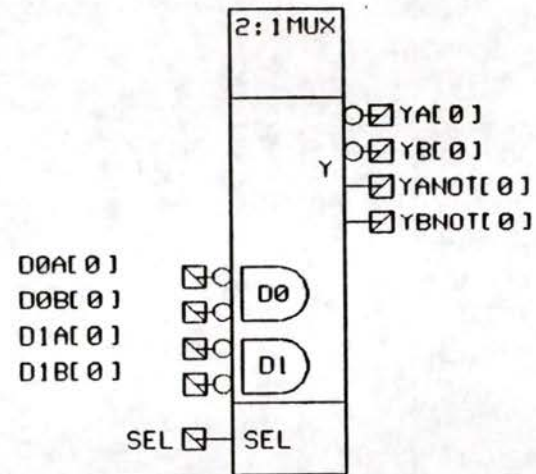 2:1MUX
YA[0]
YB[0]
Y
YANOT[0]
YBNOT[0]
D0A[0]
D0B[0]
D0
D1A[0]
D1B[0]
D1
SEL SEL